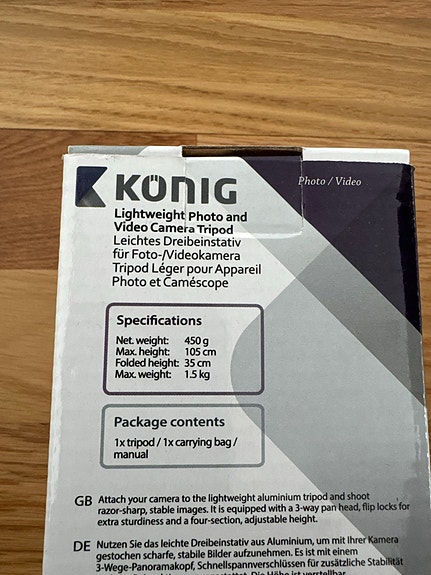 KÖNIG
Photo / Video
Lightweight Photo and
Video Camera Tripod
Leichtes Dreibeinstativ
für Foto-/Videokamera
Tripod Léger pour Appareil
Photo et Caméscope
Specifications
Net. weight: 450 g
Max. height: 105 cm
Folded height: 35 cm
Max. weight: 1.5 kg
Package contents
1x tripod / 1x carrying bag /
manual
GB Attach your camera to the lightweight aluminium tripod and shoot
razor-sharp, stable images. It is equipped with a 3-way pan head, flip locks for
extra sturdiness and a four-section, adjustable height.
DE Nutzen Sie das leichte Dreibeinstativ aus Aluminium, um mit Ihrer Kamera
gestochen scharfe, stabile Bilder aufzunehmen. Es ist mit einem
3-Wege-Panoramakopf, Schnellspannverschlüssen für zusätzliche Stabilität
ausgestattet. Die Höhe ist verstellbar